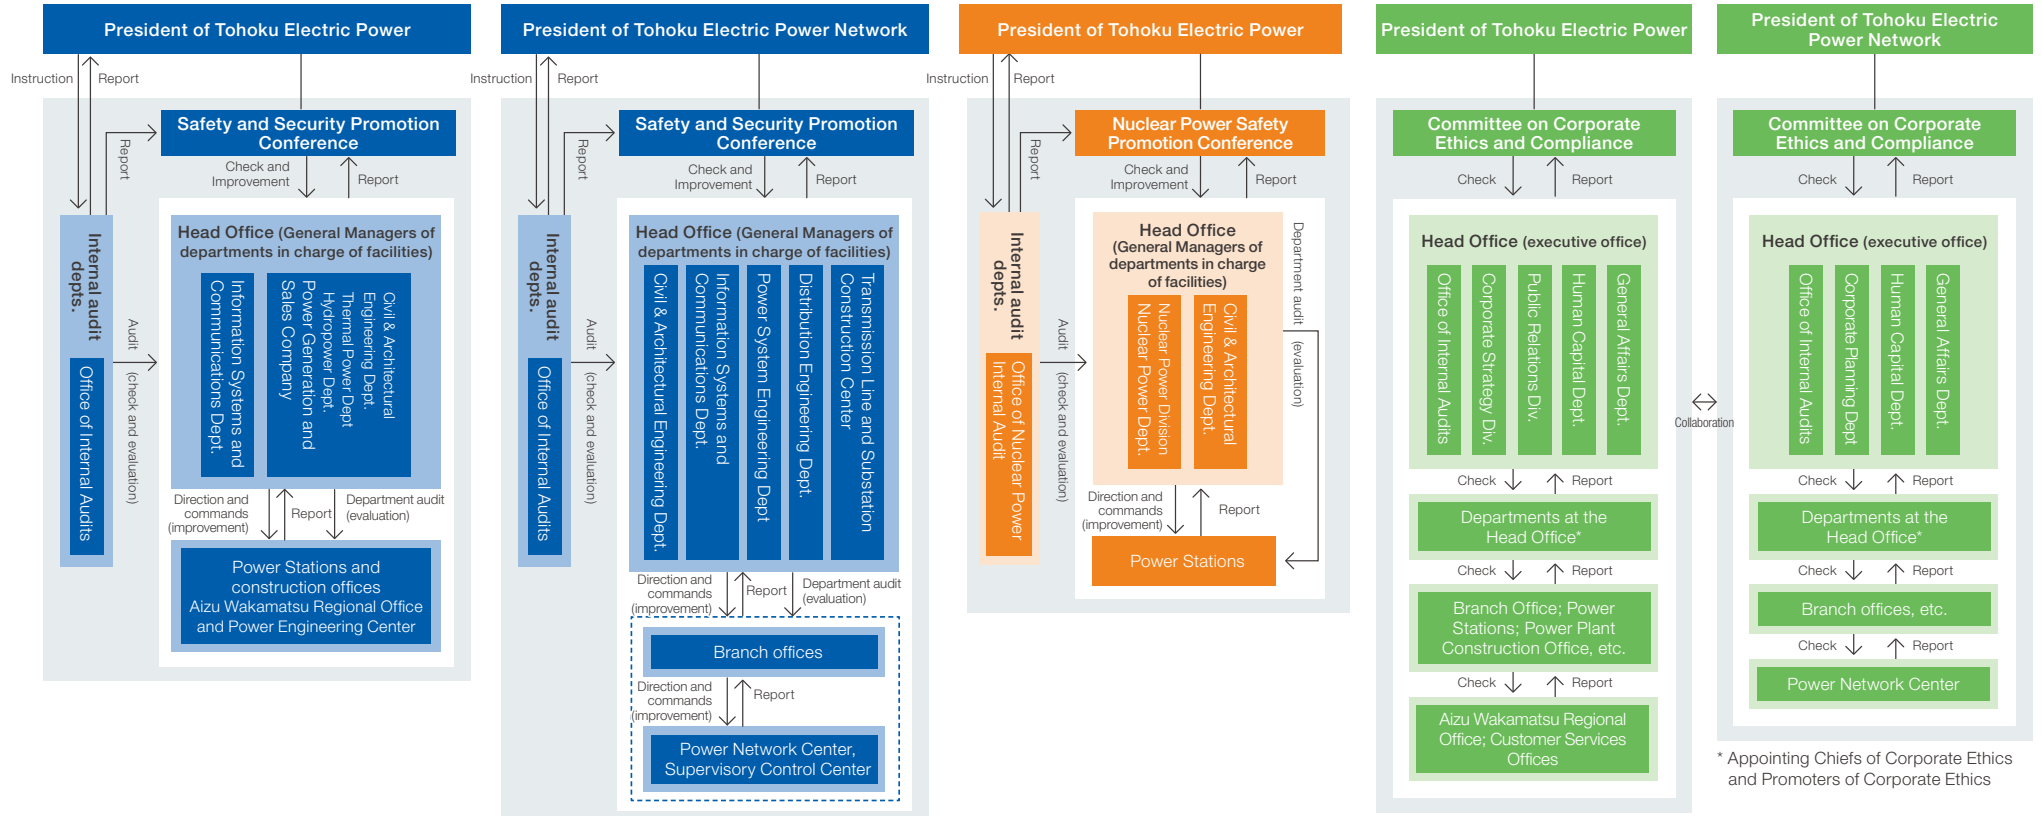 President of Tohoku Electric Power
Instruction
Report
Safety and Security Promotion
Conference
Report
Check and
Improvement
Report
Internal audit
depts.
Office of Internal Audits
Audit
(check and evaluation)
Head Office (General Managers of
departments in charge of facilities)
Information Systems and
Communications Dept.
Civil & Architectural
Engineering Dept.
Thermal Power Dept
Hydropower Dept.
Power Generation and
Sales Company
Direction and
commands
(improvement)
Report
Department audit
(evaluation)
Power Stations and
construction offices
Aizu Wakamatsu Regional Office
and Power Engineering Center
President of Tohoku Electric Power Network
Instruction
Report
Safety and Security Promotion
Conference
Report
Check and
Improvement
Report
Internal audit
depts.
Office of Internal Audits
Audit
(check and evaluation)
Head Office (General Managers of
departments in charge of facilities)
Civil & Architectural Engineering Dept.
Information Systems and
Communications Dept.
Power System Engineering Dept
Distribution Engineering Dept.
Transmission Line and Substation
Construction Center
Direction and
commands
(improvement)
Report
Department audit
(evaluation)
Branch offices
Direction and
commands
(improvement)
Report
Power Network Center,
Supervisory Control Center
President of Tohoku Electric Power
Instruction
Report
Nuclear Power Safety
Promotion Conference
Report
Check and
Improvement
Report
Internal audit
depts.
Office of Nuclear Power
Internal Audit
Audit
(check and evaluation)
Head Office
(General Managers of
departments in charge
of facilities)
Nuclear Power Division
Nuclear Power Dept.
Civil & Architectural
Engineering Dept.
Department audit
(evaluation)
Direction and
commands
(improvement)
Report
Power Stations
President of Tohoku Electric Power
Committee on Corporate
Ethics and Compliance
Check
Report
Head Office (executive office)
Office of Internal Audits
Corporate Strategy Div.
Public Relations Div.
Human Capital Dept.
General Affairs Dept.
Check
Report
Departments at the
Head Office*
Check
Report
Branch Office; Power
Stations; Power Plant
Construction Office, etc.
Check
Report
Aizu Wakamatsu Regional
Office; Customer Services
Offices
Collaboration
President of Tohoku Electric
Power Network
Committee on Corporate
Ethics and Compliance
Check
Report
Head Office (executive office)
Office of Internal Audits
Corporate Planning Dept
Human Capital Dept.
General Affairs Dept.
Check
Report
Departments at the
Head Office*
Check
Report
Branch offices, etc.
Check
Report
Power Network Center
* Appointing Chiefs of Corporate Ethics
and Promoters of Corporate Ethics